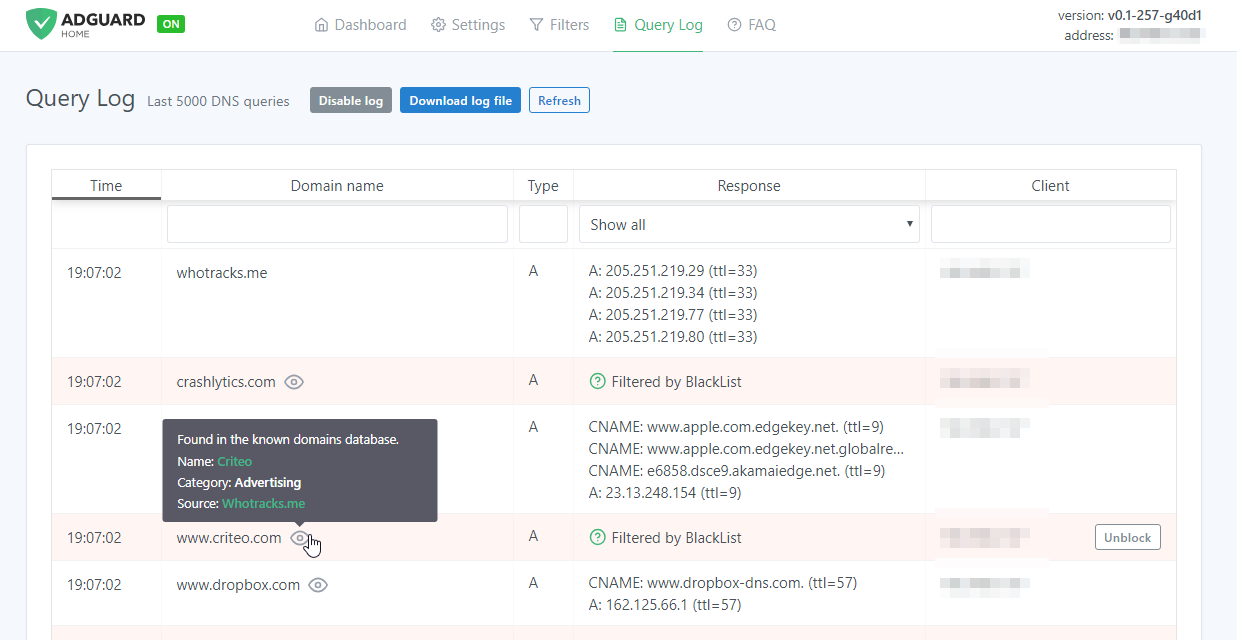 ADGUARD
HOME
ON
Dashboard
Settings
Filters
Query Log
FAQ
version: v0.1-257-g40d1
address:
Query Log
Last 5000 DNS queries
Disable log
Download log file
Refresh
Time
Domain name
Type
Response
Client
Show all
19:07:02
whotracks.me
A
A: 205.251.219.29 (ttl=33)
A: 205.251.219.34 (ttl=33)
A: 205.251.219.77 (ttl=33)
A: 205.251.219.80 (ttl=33)
19:07:02
crashlytics.com
A
Filtered by BlackList
19:07:02
A
CNAME: www.apple.com.edgekey.net. (ttl=9)
CNAME: www.apple.com.edgekey.net.globalre...
CNAME: e6858.dsce9.akamaiedge.net. (ttl=9)
A: 23.13.248.154 (ttl=9)
Found in the known domains database.
Name: Criteo
Category: Advertising
Source: Whotracks.me
19:07:02
www.criteo.com
A
Filtered by BlackList
Unblock
19:07:02
www.dropbox.com
A
CNAME: www.dropbox-dns.com. (ttl=57)
A: 162.125.66.1 (ttl=57)